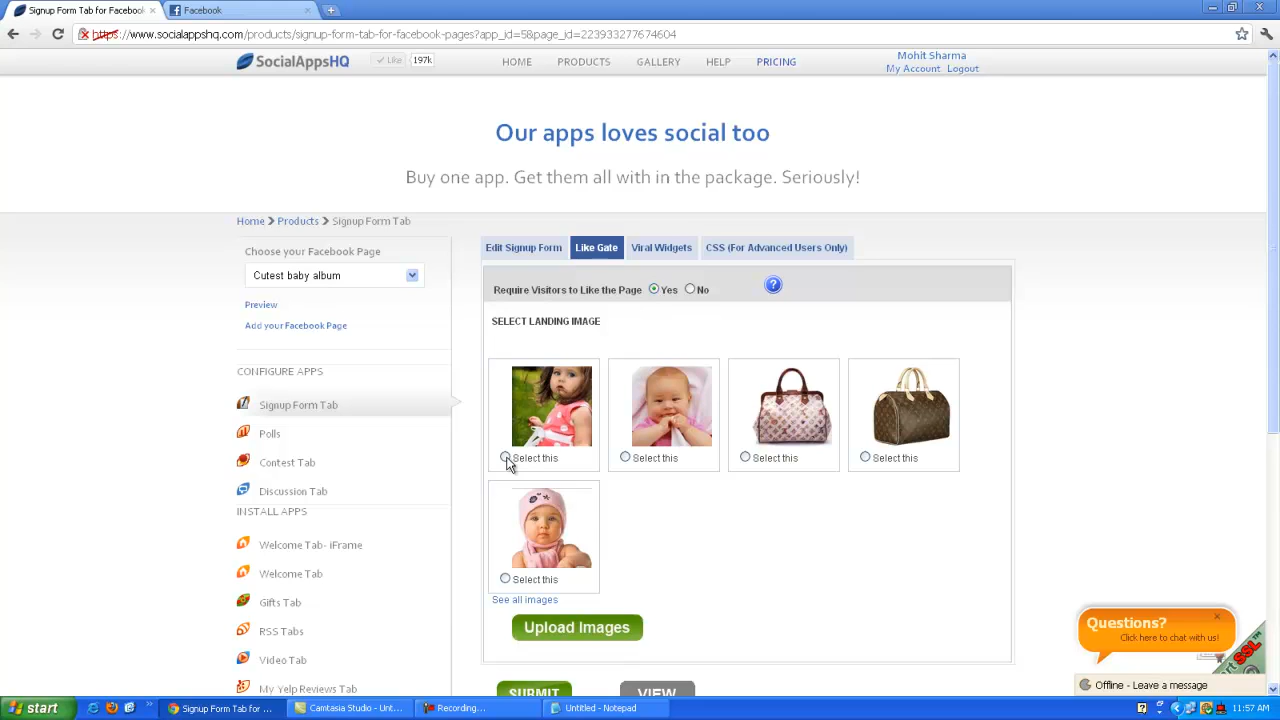 Signup Form Tab for Facebook
Facebook
https://www.socialappshq.com/products/signup-form-tab-for-facebook-pages?app_id=5&page_id=223933277674604
SocialAppsHQ
Like
197k
HOME
PRODUCTS
GALLERY
HELP
PRICING
Mohit Sharma
My Account Logout
Our apps loves social too
Buy one app. Get them all with in the package. Seriously!
Home > Products > Signup Form Tab
Choose your Facebook Page
Cutest baby album
Preview
Add your Facebook Page
CONFIGURE APPS
Signup Form Tab
Polls
Contest Tab
Discussion Tab
INSTALL APPS
Welcome Tab- iFrame
Welcome Tab
Gifts Tab
RSS Tabs
Video Tab
My Yelp Reviews Tab
Edit Signup Form
Like Gate
Viral Widgets
CSS (For Advanced Users Only)
Require Visitors to Like the Page Yes No
?
SELECT LANDING IMAGE
Select this
Select this
Select this
Select this
Select this
See all images
Upload Images
SUBMIT
VIEW
Questions?
Click here to chat with us!
SSL™
Offline - Leave a message
start
Signup Form Tab for ...
Camtasia Studio - Unt...
Recording...
Untitled - Notepad
11:57 AM